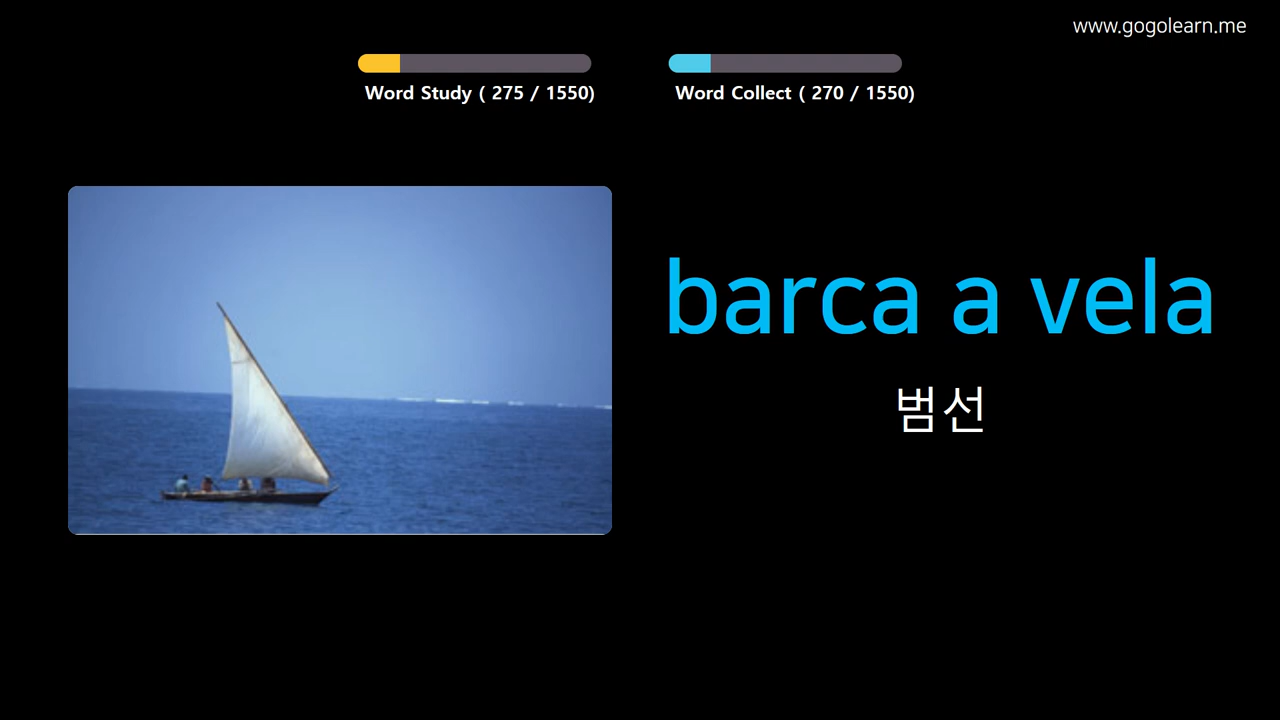 www.gogolearn.me
Word Study ( 275 / 1550)
Word Collect ( 270 / 1550)
barca a vela
범선